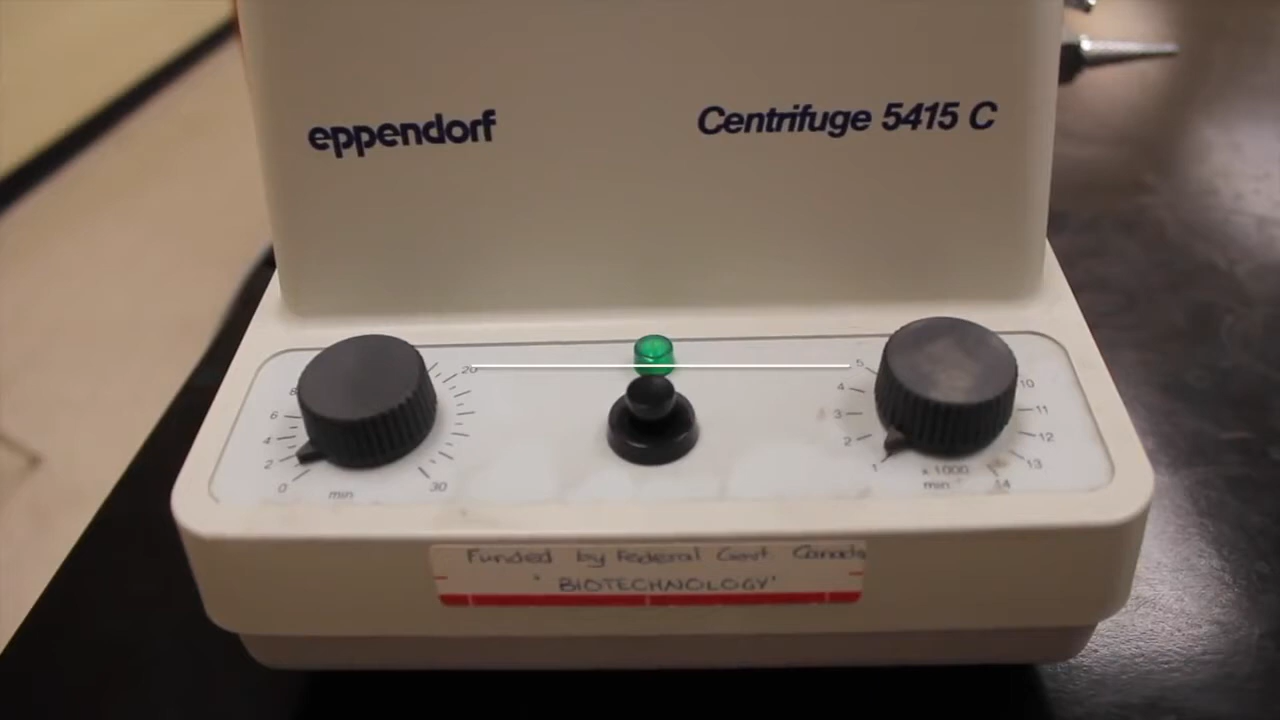 eppendorf
Centrifuge 5415 C
20
8
6
4
2
0
min
30
5
4
3
2
1
x 1000
min
10
11
12
13
14
Funded by Federal Govt. Canada
"BIOTECHNOLOGY"